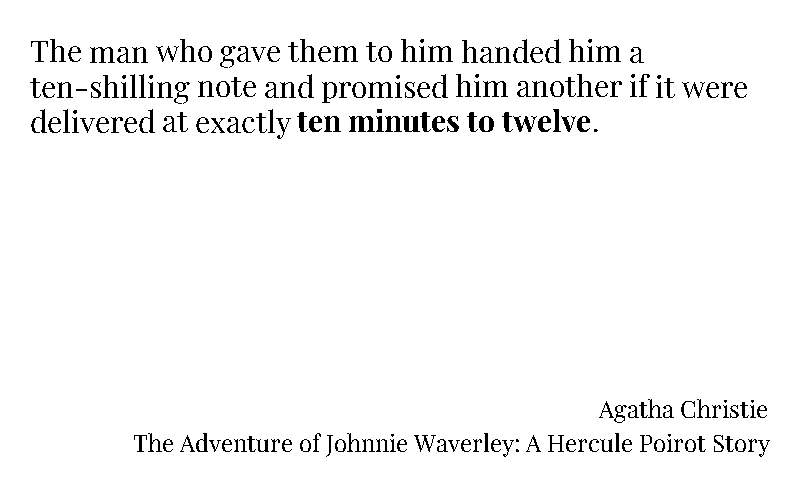 The man who gave them to him handed him a
ten-shilling note and promised him another if it were
delivered at exactly ten minutes to twelve.
Agatha Christie
The Adventure of Johnnie Waverley: A Hercule Poirot Story